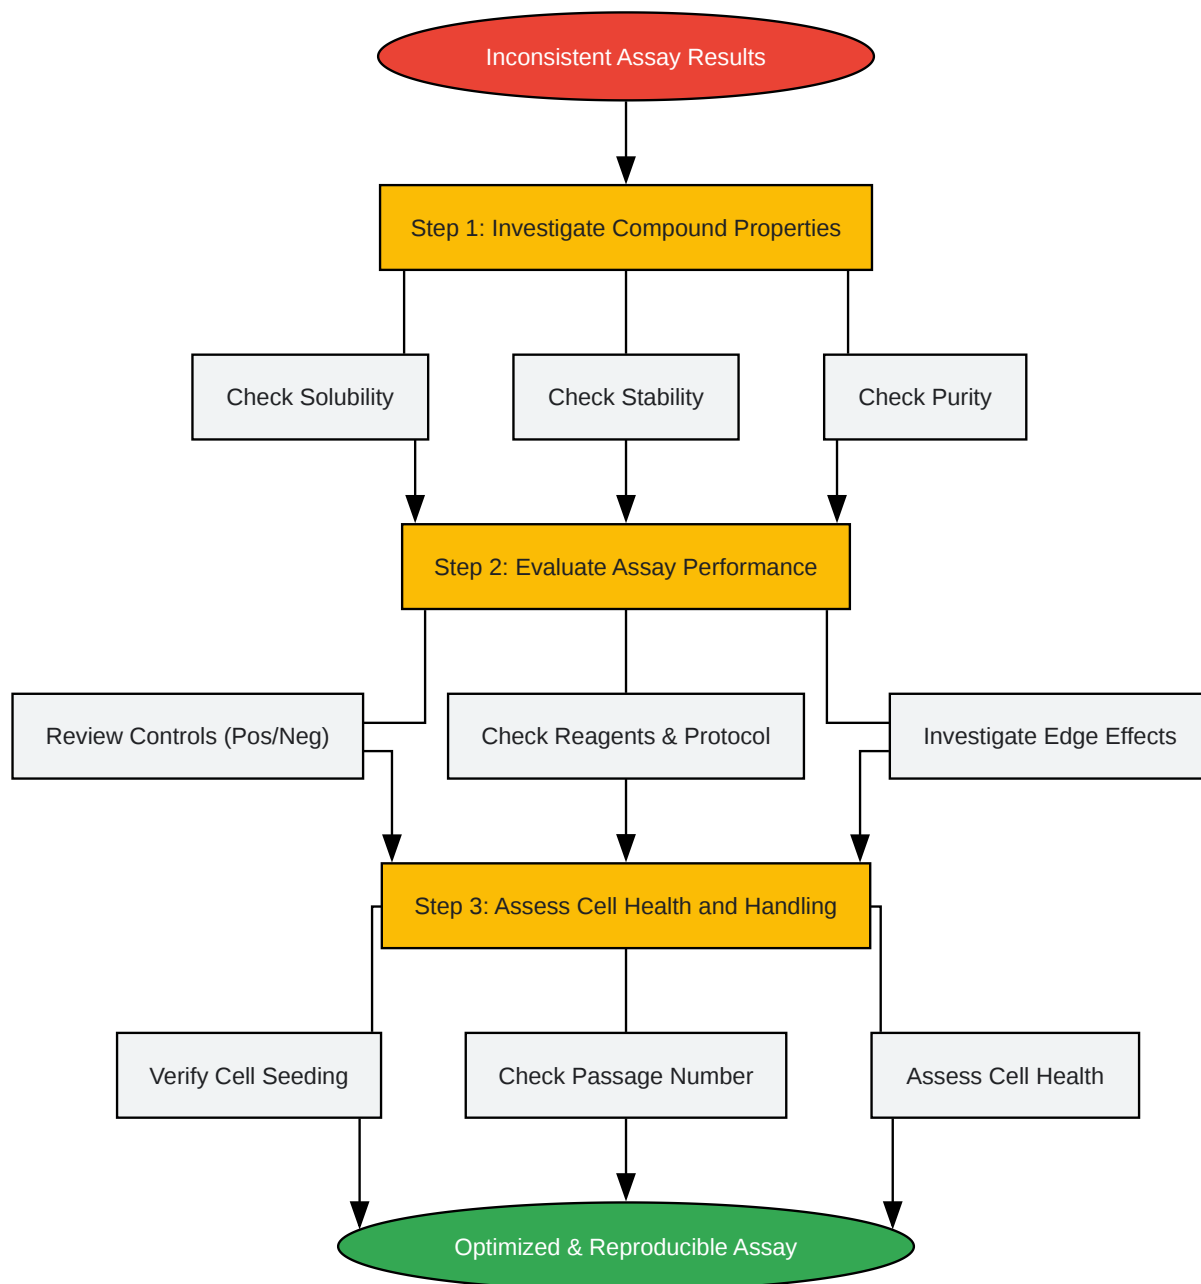 Inconsistent Assay Results
Step 1: Investigate Compound Properties
Check Solubility
Check Stability
Check Purity
Step 2: Evaluate Assay Performance
Review Controls (Pos/Neg)
Check Reagents & Protocol
Investigate Edge Effects
Step 3: Assess Cell Health and Handling
Verify Cell Seeding
Check Passage Number
Assess Cell Health
Optimized & Reproducible Assay